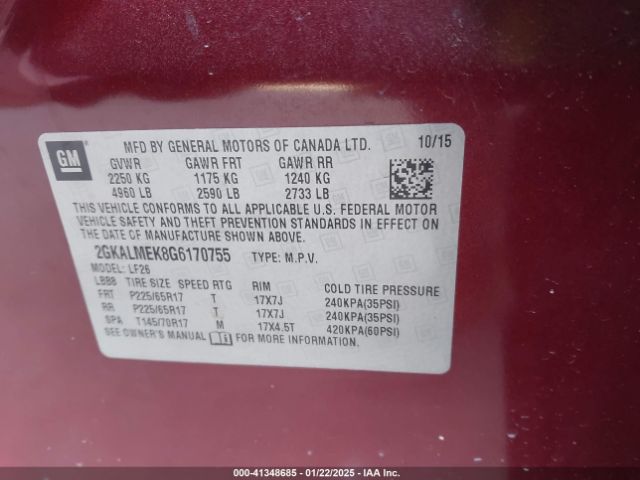 MFD BY GENERAL MOTORS OF CANADA LTD. 10/15
GM
GVWR GAWR FRT GAWR RR
2250 KG 1175 KG 1240 KG
4960 LB 2590 LB 2733 LB
THIS VEHICLE CONFORMS TO ALL APPLICABLE U.S. FEDERAL MOTOR
VEHICLE SAFETY AND THEFT PREVENTION STANDARDS IN EFFECT ON
THE DATE OF MANUFACTURE SHOWN ABOVE.
2GKALMEK8G6170755 TYPE: M.P.V.
MODEL: LF26
LBB8 TIRE SIZE SPEED RTG RIM COLD TIRE PRESSURE
FRT P225/65R17 T 17X7J 240KPA(35PSI)
RR P225/65R17 T 17X7J 240KPA(35PSI)
SPA T145/70R17 M 17X4.5T 420KPA(60PSI)
SEE OWNER'S MANUAL FOR MORE INFORMATION.
000-41348685 - 01/22/2025 - IAA Inc.